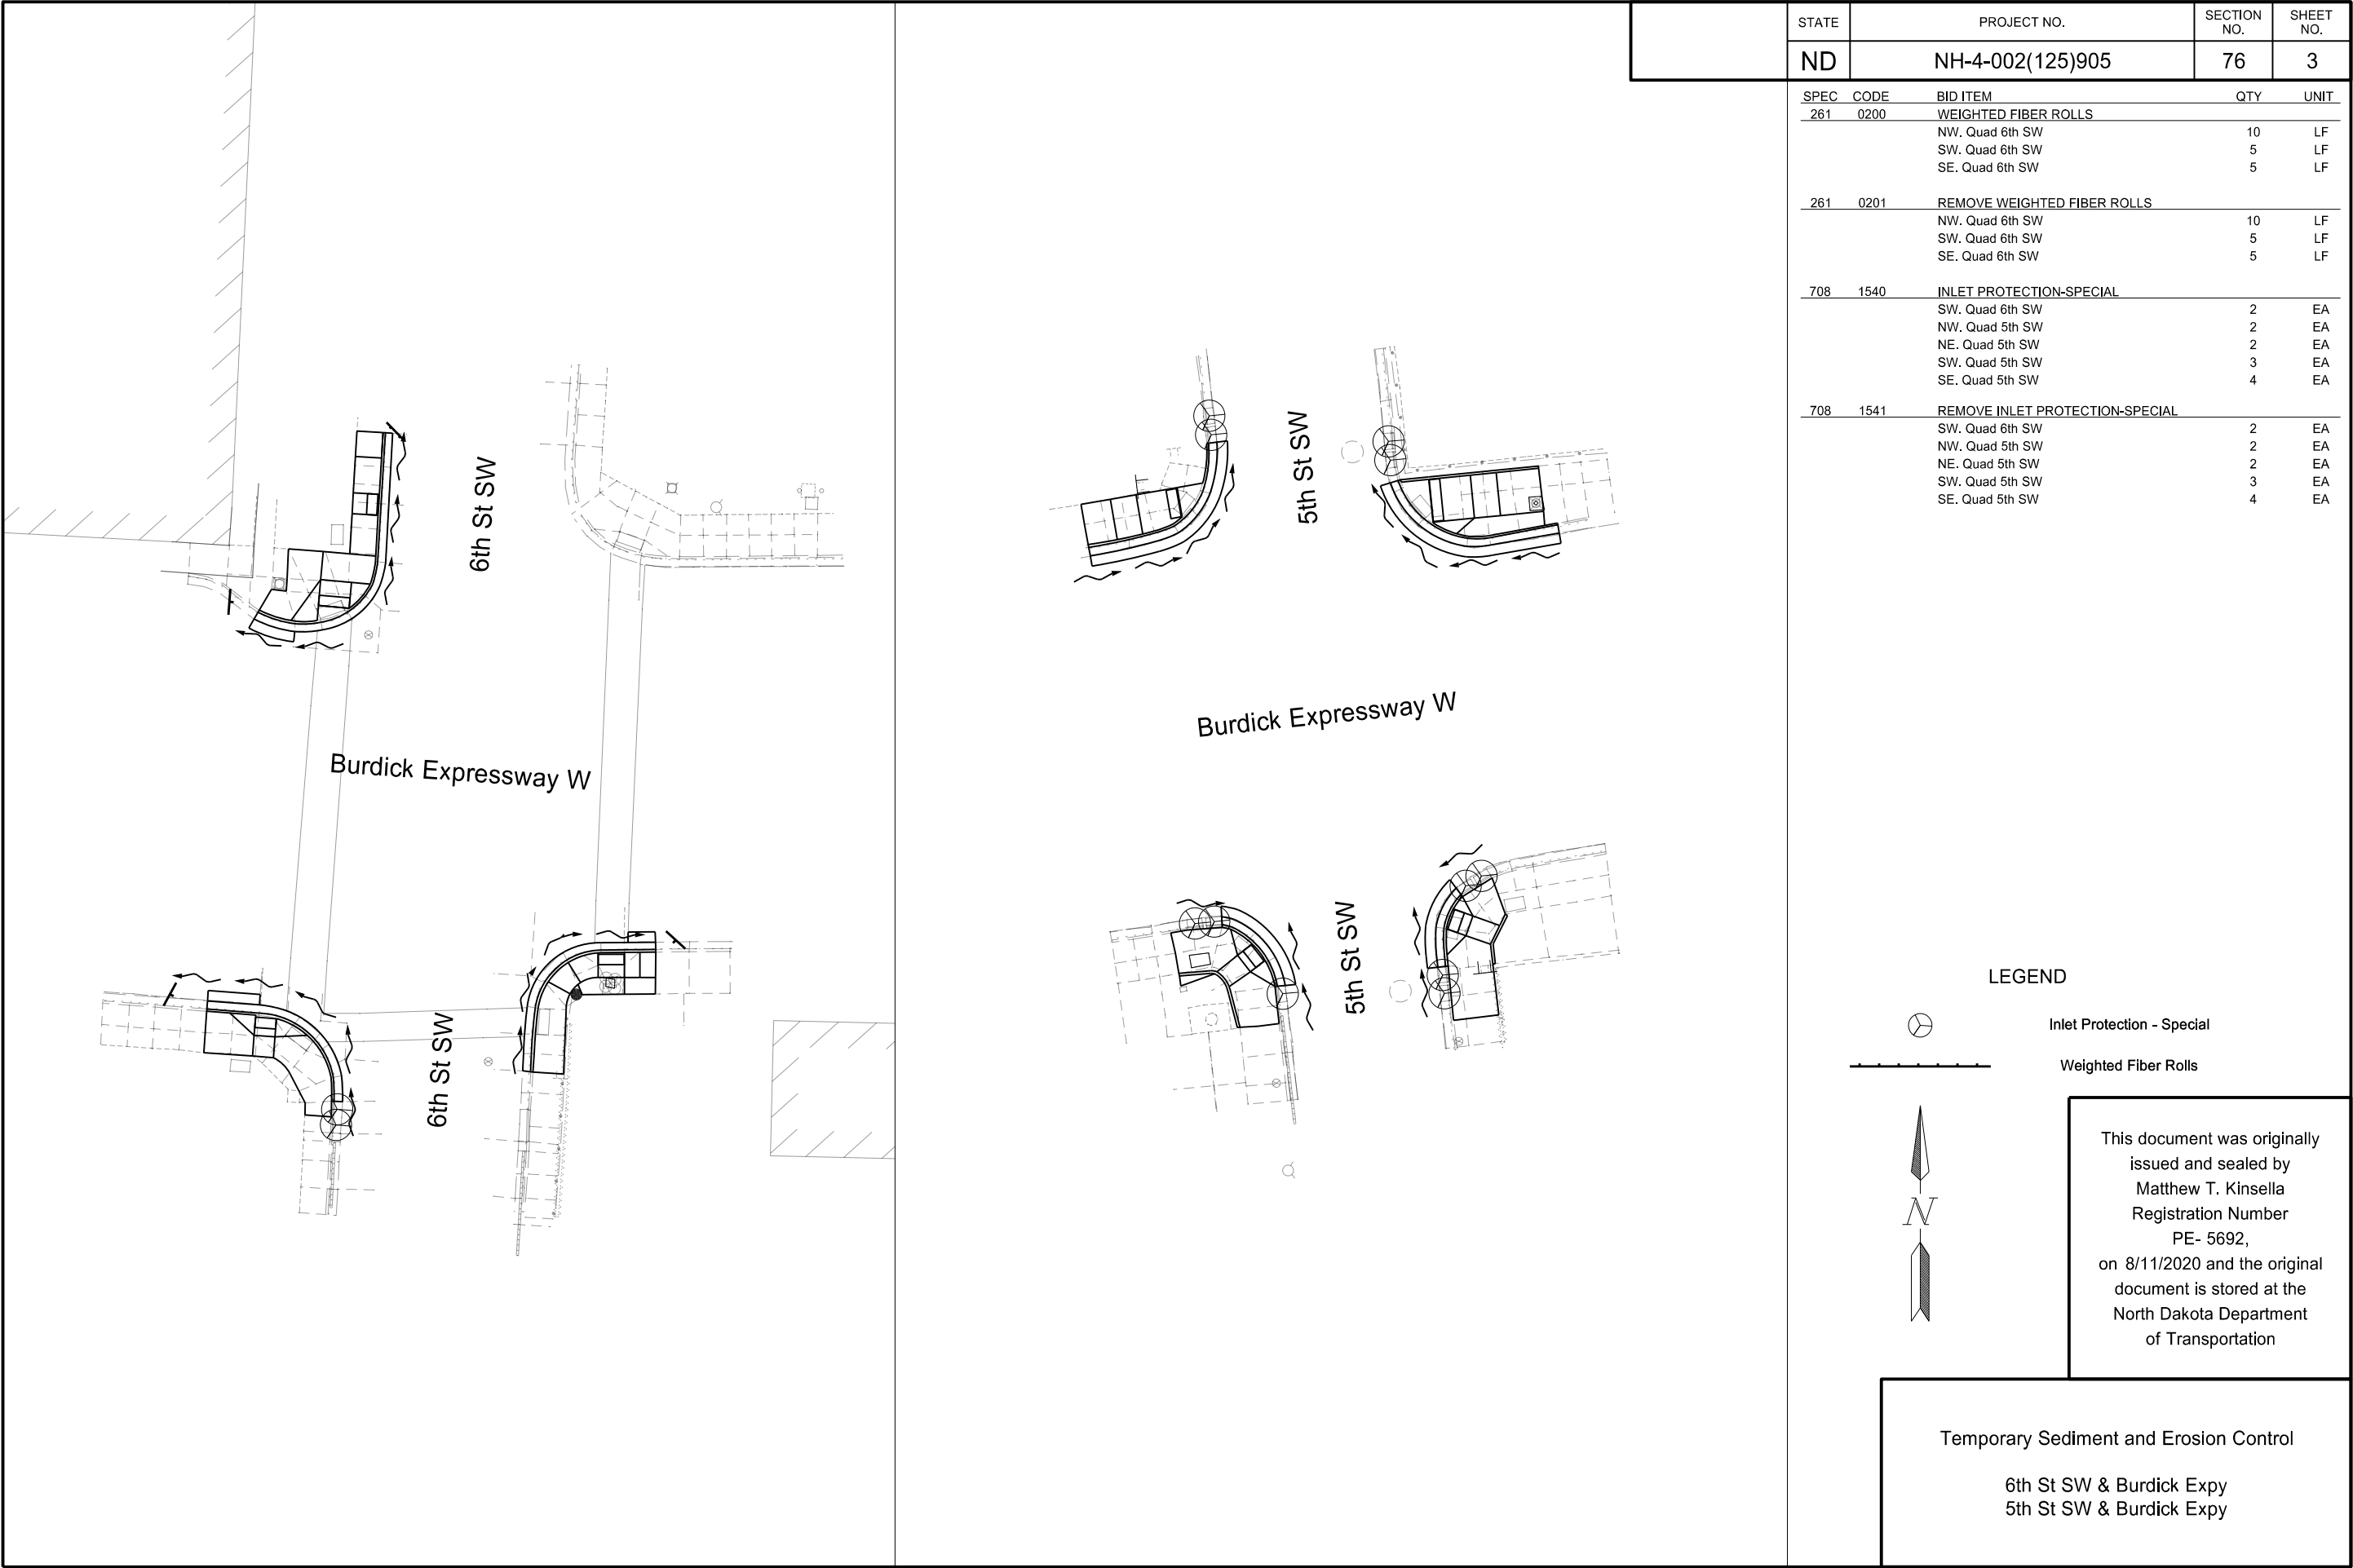 STATE PROJECT NO. SECTION NO. SHEET NO.
ND NH-4-002(125)905 76 3
SPEC CODE BID ITEM QTY UNIT
261 0200 WEIGHTED FIBER ROLLS
NW. Quad 6th SW 10 LF
SW. Quad 6th SW 5 LF
SE. Quad 6th SW 5 LF
261 0201 REMOVE WEIGHTED FIBER ROLLS
NW. Quad 6th SW 10 LF
SW. Quad 6th SW 5 LF
SE. Quad 6th SW 5 LF
708 1540 INLET PROTECTION-SPECIAL
SW. Quad 6th SW 2 EA
NW. Quad 5th SW 2 EA
NE. Quad 5th SW 2 EA
SW. Quad 5th SW 3 EA
SE. Quad 5th SW 4 EA
708 1541 REMOVE INLET PROTECTION-SPECIAL
SW. Quad 6th SW 2 EA
NW. Quad 5th SW 2 EA
NE. Quad 5th SW 2 EA
SW. Quad 5th SW 3 EA
SE. Quad 5th SW 4 EA
6th St SW
Burdick Expressway W
6th St SW
5th St SW
Burdick Expressway W
5th St SW
LEGEND
Inlet Protection - Special
Weighted Fiber Rolls
N
This document was originally
issued and sealed by
Matthew T. Kinsella
Registration Number
PE- 5692,
on 8/11/2020 and the original
document is stored at the
North Dakota Department
of Transportation
Temporary Sediment and Erosion Control
6th St SW & Burdick Expy
5th St SW & Burdick Expy